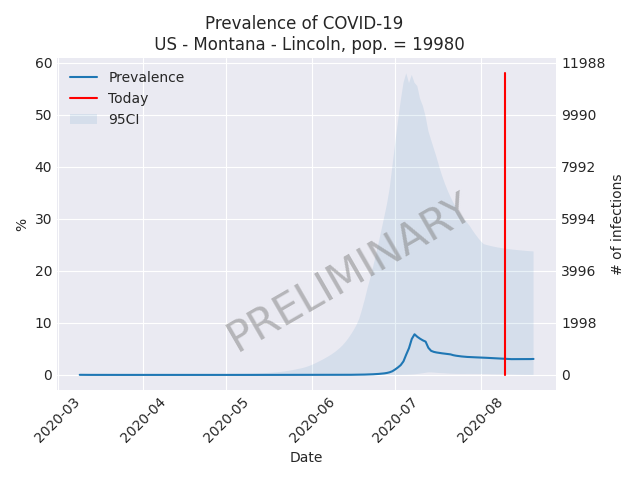 Prevalence of COVID-19
US - Montana - Lincoln, pop. = 19980
60
50
40
30
20
10
0
%
11988
9990
7992
5994
3996
1998
0
# of infections
Prevalence
Today
95CI
PRELIMINARY
2020-03
2020-04
2020-05
2020-06
2020-07
2020-08
Date